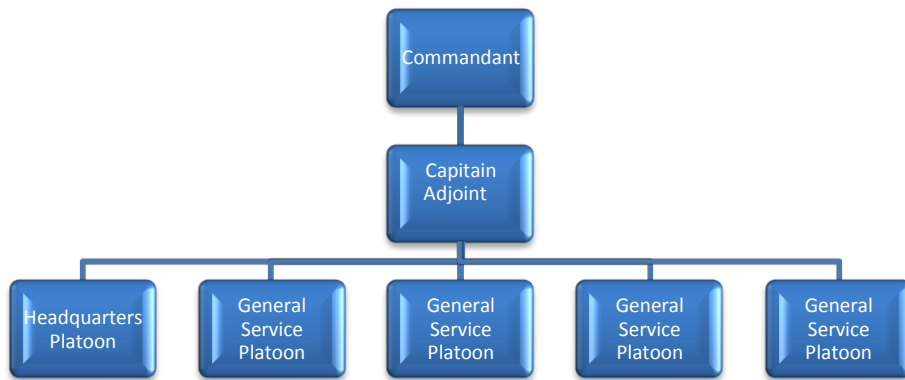 Commandant
Capitain
Adjoint
Headquarters
Platoon
General
Service
Platoon
General
Service
Platoon
General
Service
Platoon
General
Service
Platoon